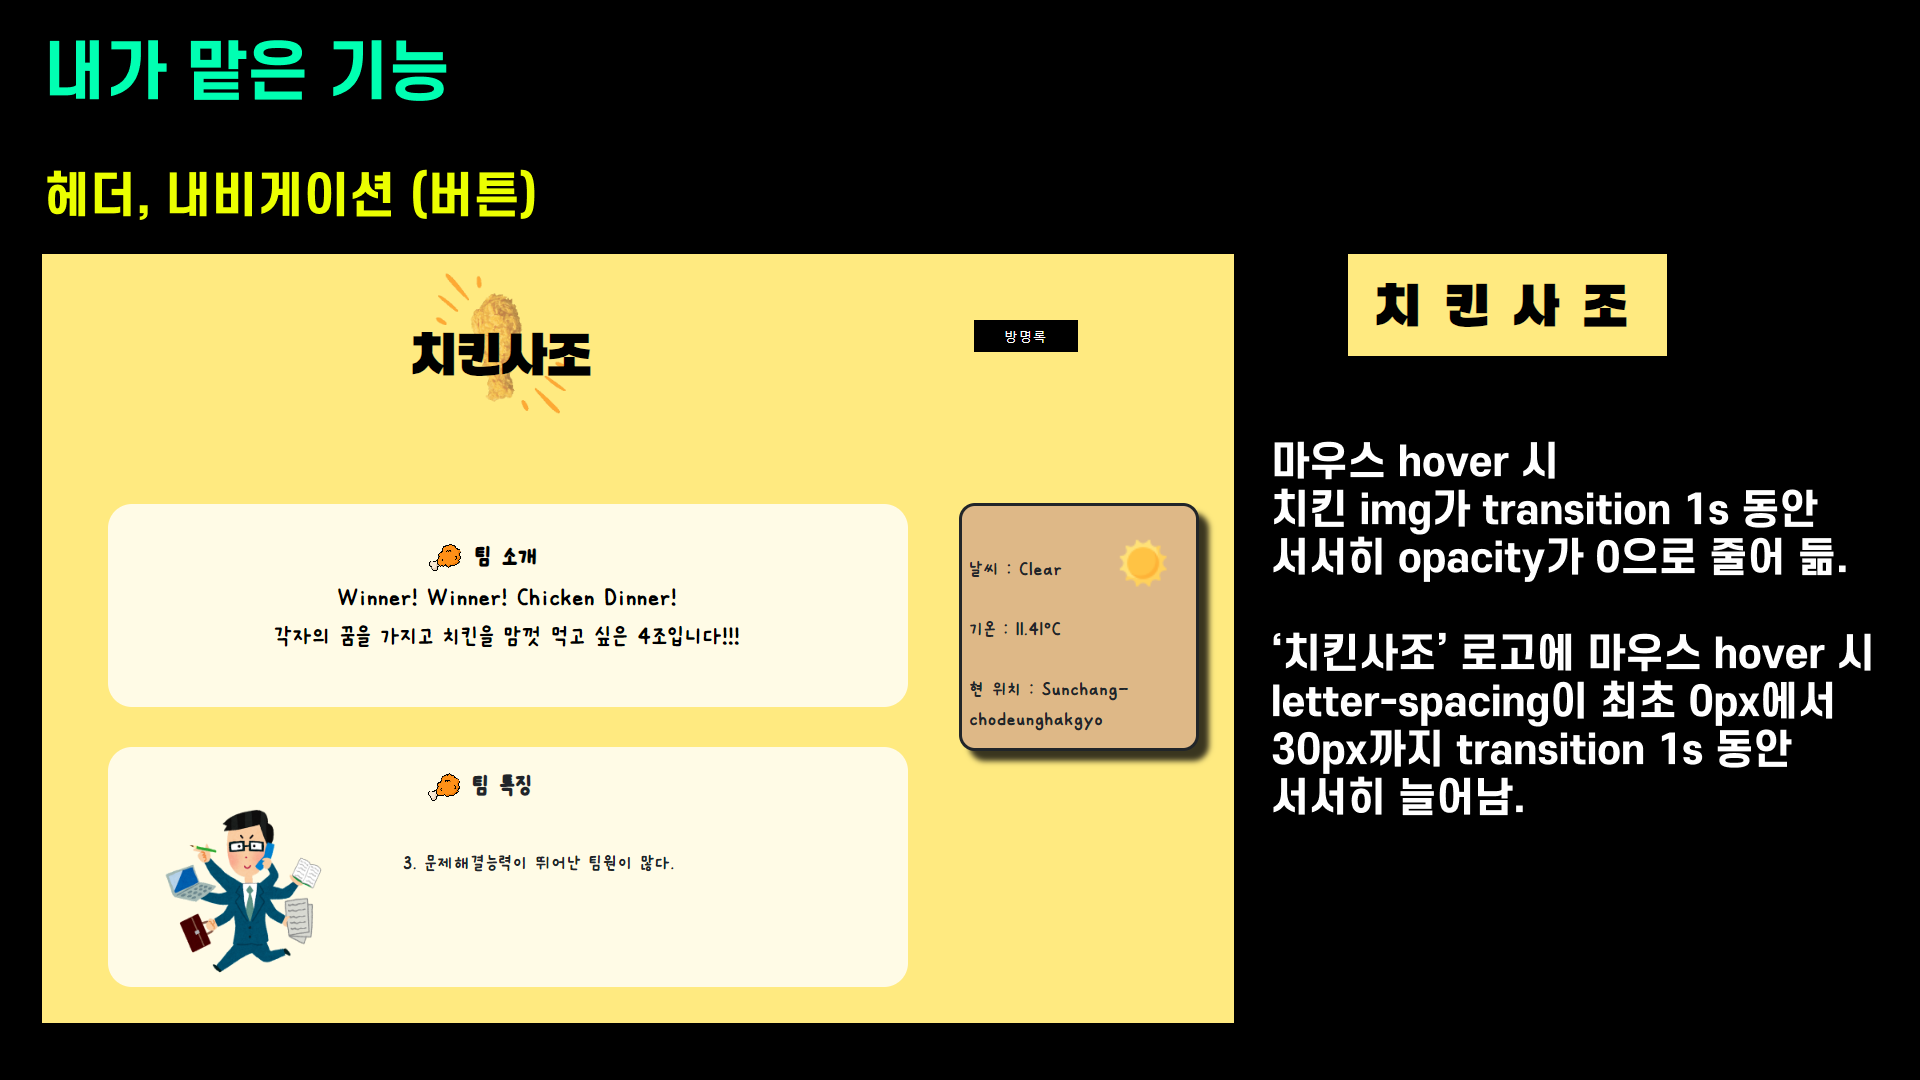 내가 맡은 기능
헤더, 내비게이션 (버튼)
치킨사조
방명록
팀 소개
Winner! Winner! Chicken Dinner!
각자의 꿈을 가지고 치킨을 맘껏 먹고 싶은 4조입니다!!!
날씨 : Clear
기온 : 11.41°C
현 위치 : Sunchang-
chodeunghakgyo
팀 특징
3. 문제해결능력이 뛰어난 팀원이 많다.
치 킨 사 조
마우스 hover 시
치킨 img가 transition 1s 동안
서서히 opacity가 0으로 줄어 듦.
‘치킨사조’ 로고에 마우스 hover 시
letter-spacing이 최초 0px에서
30px까지 transition 1s 동안
서서히 늘어남.